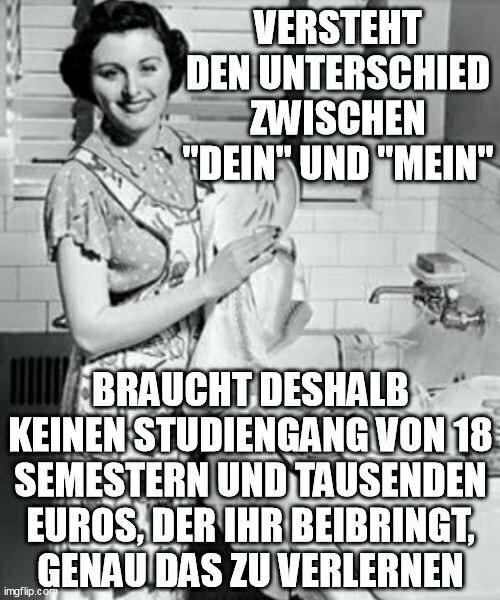 VERSTEHT
DEN UNTERSCHIED
ZWISCHEN
"DEIN" UND "MEIN"
BRAUCHT DESHALB
KEINEN STUDIENGANG VON 18
SEMESTERN UND TAUSENDEN
EUROS, DER IHR BEIBRINGT,
GENAU DAS ZU VERLERNEN
imgflip.com